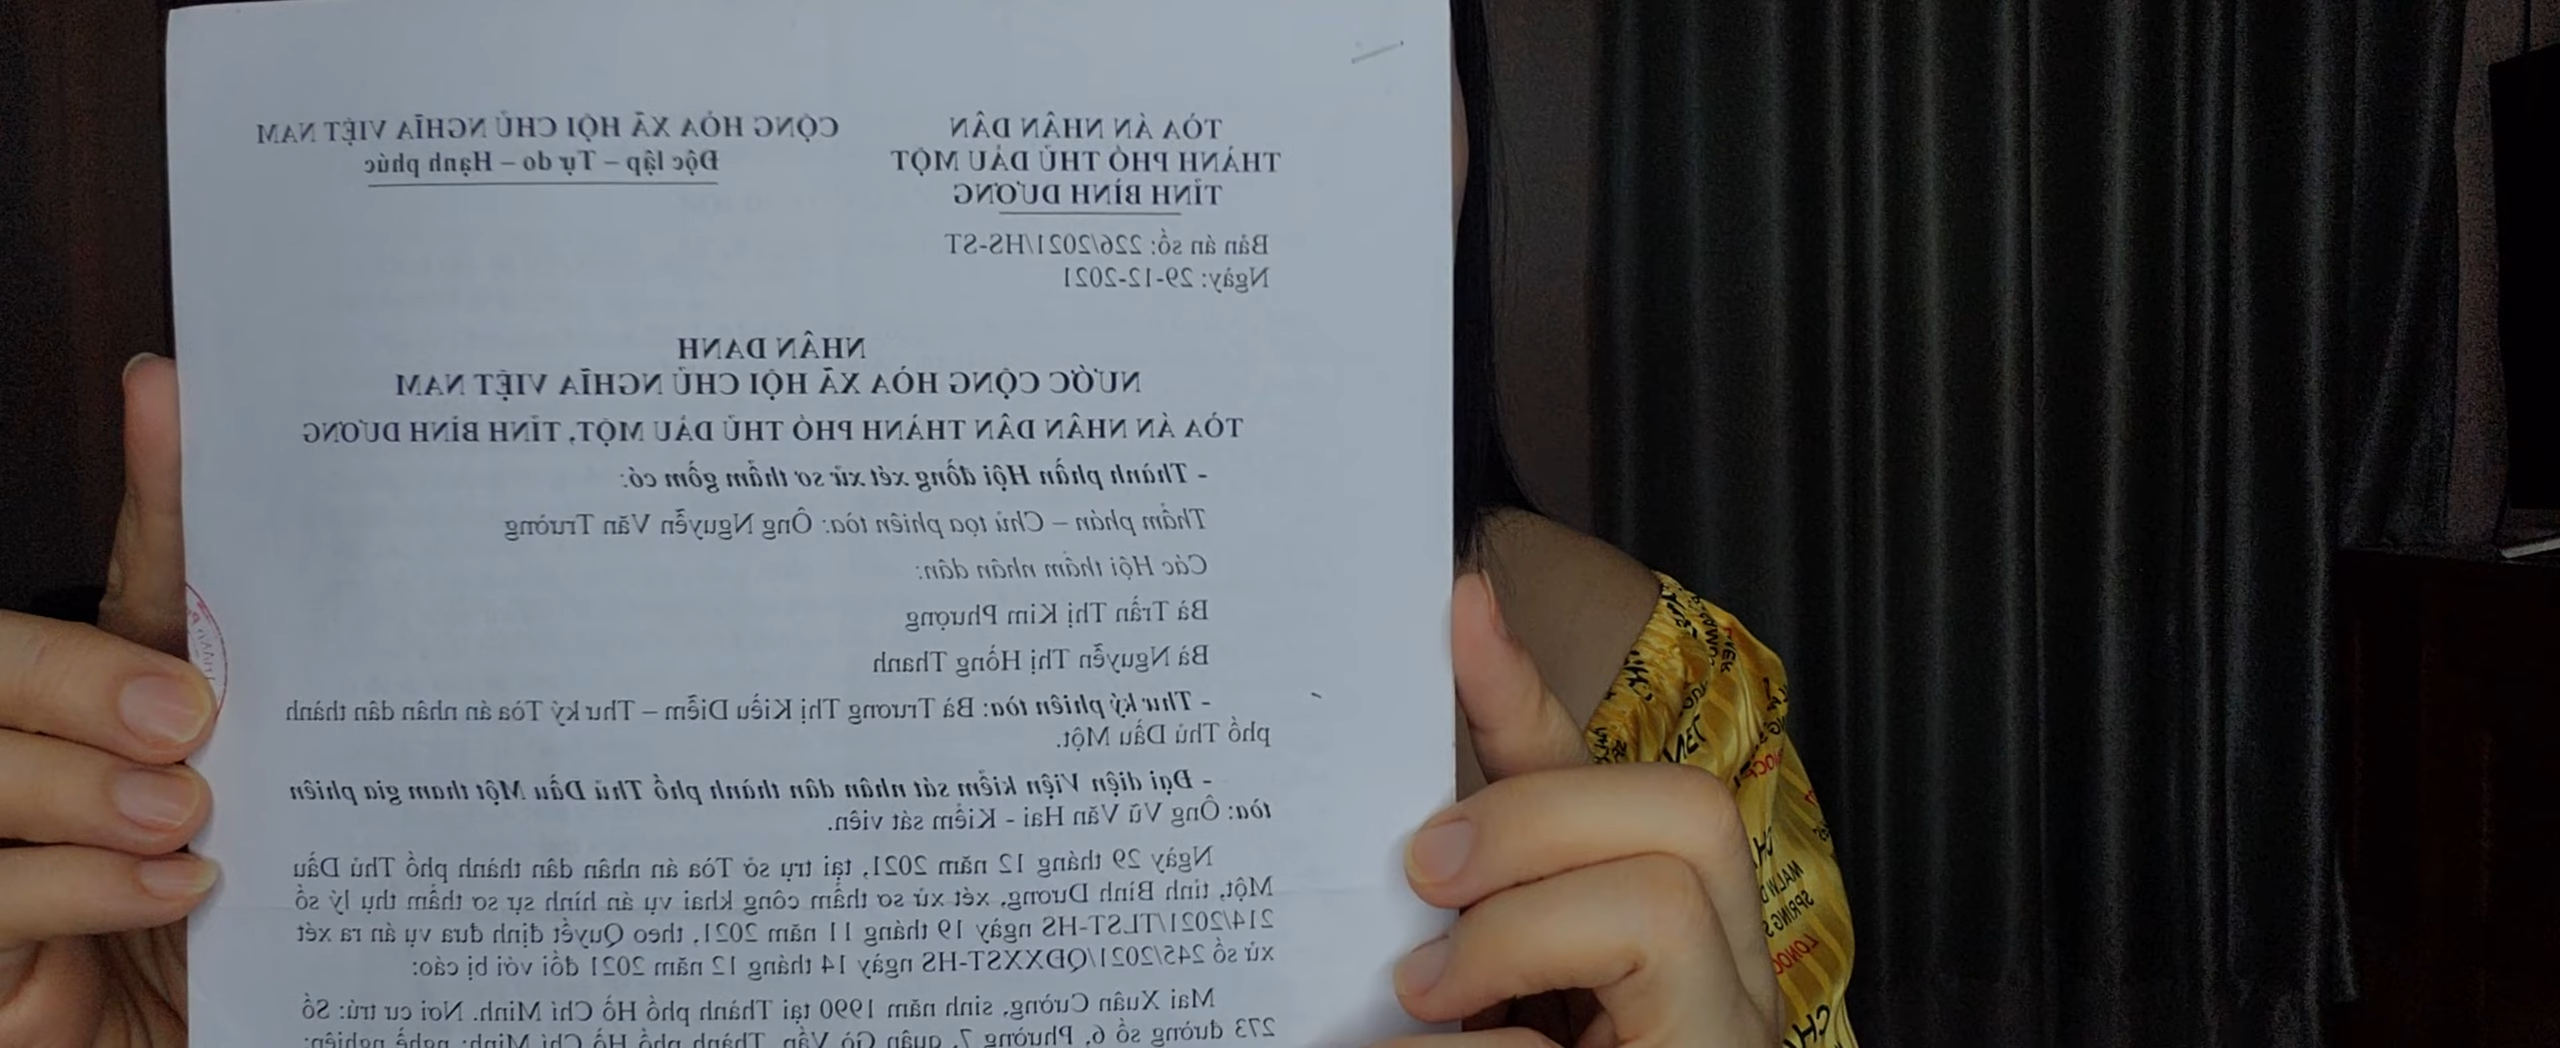 TÒA ÁN NHÂN DÂN
THÀNH PHỐ THỦ DẦU MỘT
TỈNH BÌNH DƯƠNG
Bản án số: 226/2021/HS-ST
Ngày: 29-12-2021
CỘNG HÒA XÃ HỘI CHỦ NGHĨA VIỆT NAM
Độc lập – Tự do – Hạnh phúc
NHÂN DANH
NƯỚC CỘNG HÒA XÃ HỘI CHỦ NGHĨA VIỆT NAM
TÒA ÁN NHÂN DÂN THÀNH PHỐ THỦ DẦU MỘT, TỈNH BÌNH DƯƠNG
- Thành phần Hội đồng xét xử sơ thẩm gồm có:
Thẩm phán – Chủ tọa phiên tòa: Ông Nguyễn Văn Trường
Các Hội thẩm nhân dân:
Bà Trần Thị Kim Phượng
Bà Nguyễn Thị Hồng Thanh
- Thư ký phiên tòa: Bà Trương Thị Kiều Diễm – Thư ký Tòa án nhân dân thành
phố Thủ Dầu Một.
- Đại diện Viện kiểm sát nhân dân thành phố Thủ Dầu Một tham gia phiên
tòa: Ông Vũ Văn Hai - Kiểm sát viên.
Ngày 29 tháng 12 năm 2021, tại trụ sở Tòa án nhân dân thành phố Thủ Dầu
Một, tỉnh Bình Dương, xét xử sơ thẩm công khai vụ án hình sự sơ thẩm thụ lý số
214/2021/TLST-HS ngày 19 tháng 11 năm 2021, theo Quyết định đưa vụ án ra xét
xử số 245/2021/QĐXXST-HS ngày 14 tháng 12 năm 2021 đối với bị cáo:
Mai Xuân Cường, sinh năm 1990 tại Thành phố Hồ Chí Minh. Nơi cư trú: Số
273 đường số 6, Phường 7, quận Gò Vấp, Thành phố Hồ Chí Minh; nghề nghiệp:
MALW D
SPRING S